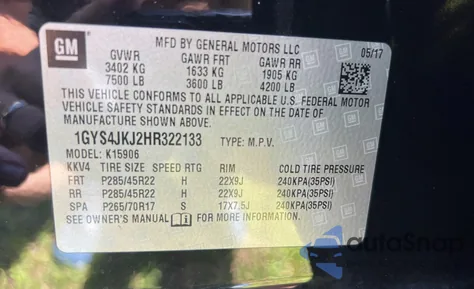 GM
MFD BY GENERAL MOTORS LLC
05/17
GVWR GAWR FRT GAWR RR
3402 KG 1633 KG 1905 KG
7500 LB 3600 LB 4200 LB
THIS VEHICLE CONFORMS TO ALL APPLICABLE U.S. FEDERAL MOTOR
VEHICLE SAFETY STANDARDS IN EFFECT ON THE DATE OF
MANUFACTURE SHOWN ABOVE.
1GYS4JKJ2HR322133 TYPE: M.P.V.
MODEL: K15906
KKV4 TIRE SIZE SPEED RTG RIM COLD TIRE PRESSURE
FRT P285/45R22 H 22X9J 240KPA(35PSI)
RR P285/45R22 H 22X9J 240KPA(35PSI)
SPA P265/70R17 S 17X7.5J 240KPA(35PSI)
SEE OWNER'S MANUAL FOR MORE INFORMATION.
autoSnap